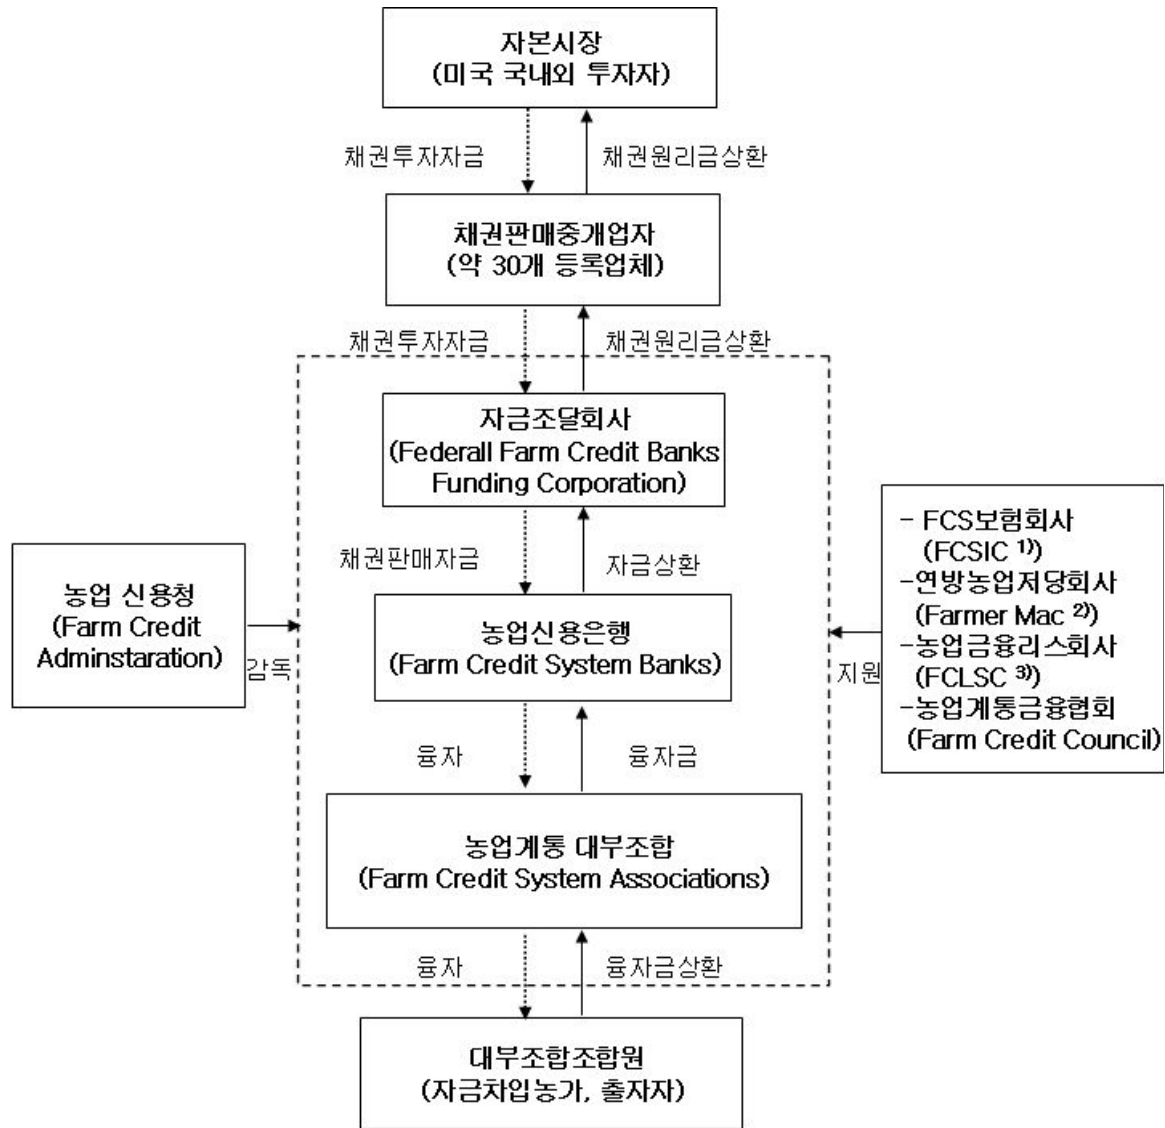 자본시장
(미국 국내외 투자자)
채권투자자금
채권원리금상환
채권판매중개업자
(약 30개 등록업체)
채권투자자금
채권원리금상환
자금조달회사
(Federall Farm Credit Banks
Funding Corporation)
채권판매자금
자금상환
농업 신용청
(Farm Credit
Adminstaration)
감독
농업신용은행
(Farm Credit System Banks)
- FCS보험회사
(FCSIC 1))
-연방농업저당회사
(Farmer Mac 2))
-농업금융리스회사
(FCLSC 3))
-농업계통금융협회
(Farm Credit Council)
지원
융자
융자금
농업계통 대부조합
(Farm Credit System Associations)
융자
융자금상환
대부조합조합원
(자금차입농가, 출자자)